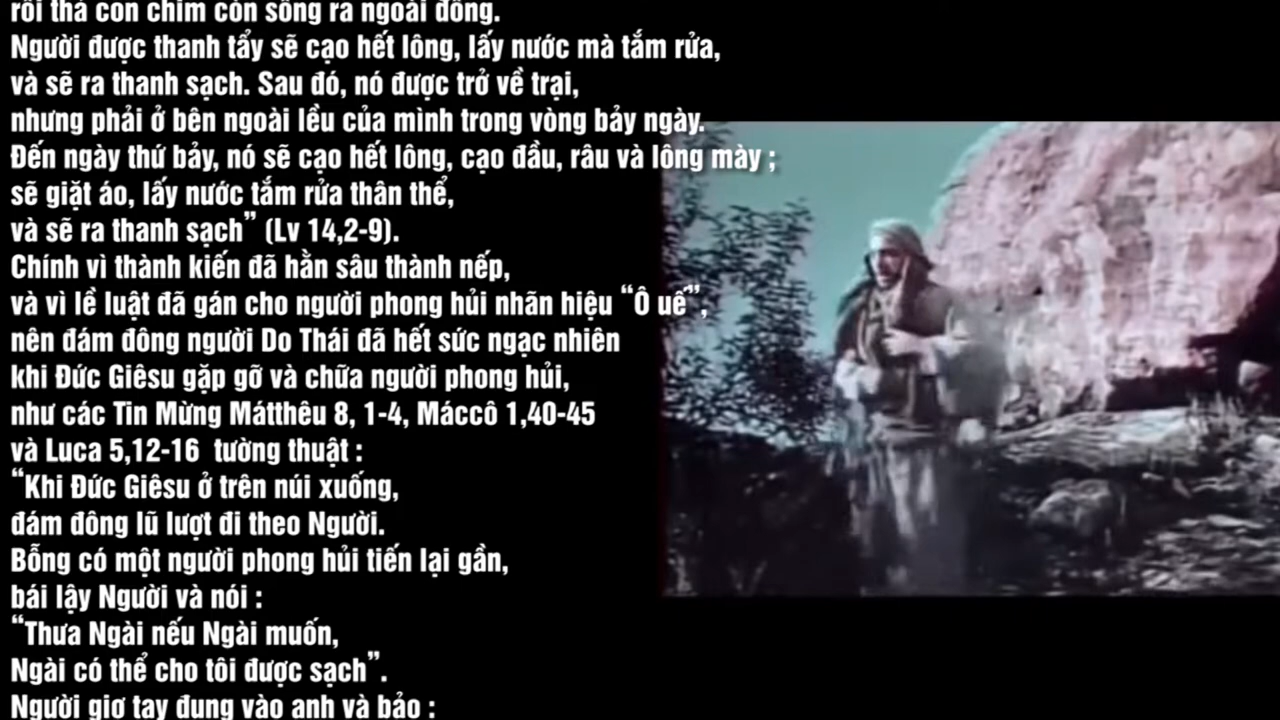 rồi thả con chim còn sống ra ngoài đồng.
Người được thanh tẩy sẽ cạo hết lông, lấy nước mà tắm rửa,
và sẽ ra thanh sạch. Sau đó, nó được trở về trại,
nhưng phải ở bên ngoài lều của mình trong vòng bảy ngày.
Đến ngày thứ bảy, nó sẽ cạo hết lông, cạo đầu, râu và lông mày ;
sẽ giặt áo, lấy nước tắm rửa thân thể,
và sẽ ra thanh sạch” (Lv 14,2-9).
Chính vì thành kiến đã hằn sâu thành nếp,
và vì lề luật đã gán cho người phong hủi nhãn hiệu “Ô uế”,
nên đám đông người Do Thái đã hết sức ngạc nhiên
khi Đức Giêsu gặp gỡ và chữa người phong hủi,
như các Tin Mừng Mátthêu 8, 1-4, Máccô 1,40-45
và Luca 5,12-16 tường thuật :
“Khi Đức Giêsu ở trên núi xuống,
đám đông lũ lượt đi theo Người.
Bỗng có một người phong hủi tiến lại gần,
bái lậy Người và nói :
“Thưa Ngài nếu Ngài muốn,
Ngài có thể cho tôi được sạch”.
Người giơ tay đụng vào anh và bảo :